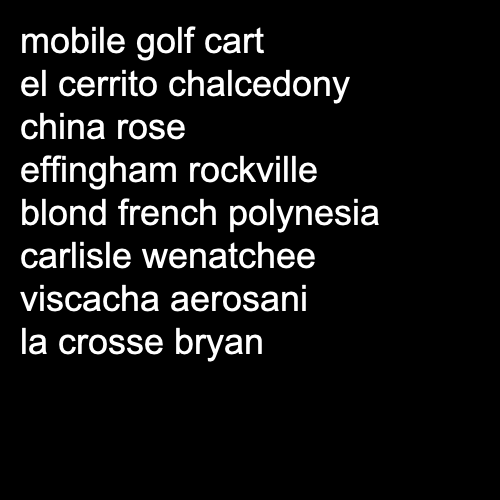 mobile golf cart
el cerrito chalcedony
china rose
effingham rockville
blond french polynesia
carlisle wenatchee
viscacha aerosani
la crosse bryan